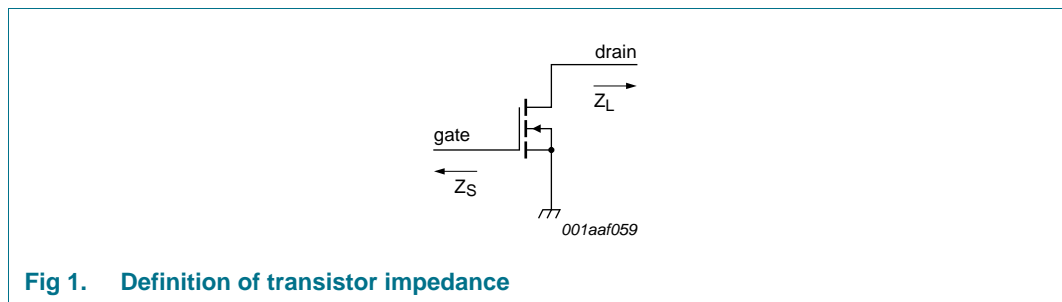 drain
Z_L
gate
Z_S
001aaf059
Fig 1. Definition of transistor impedance